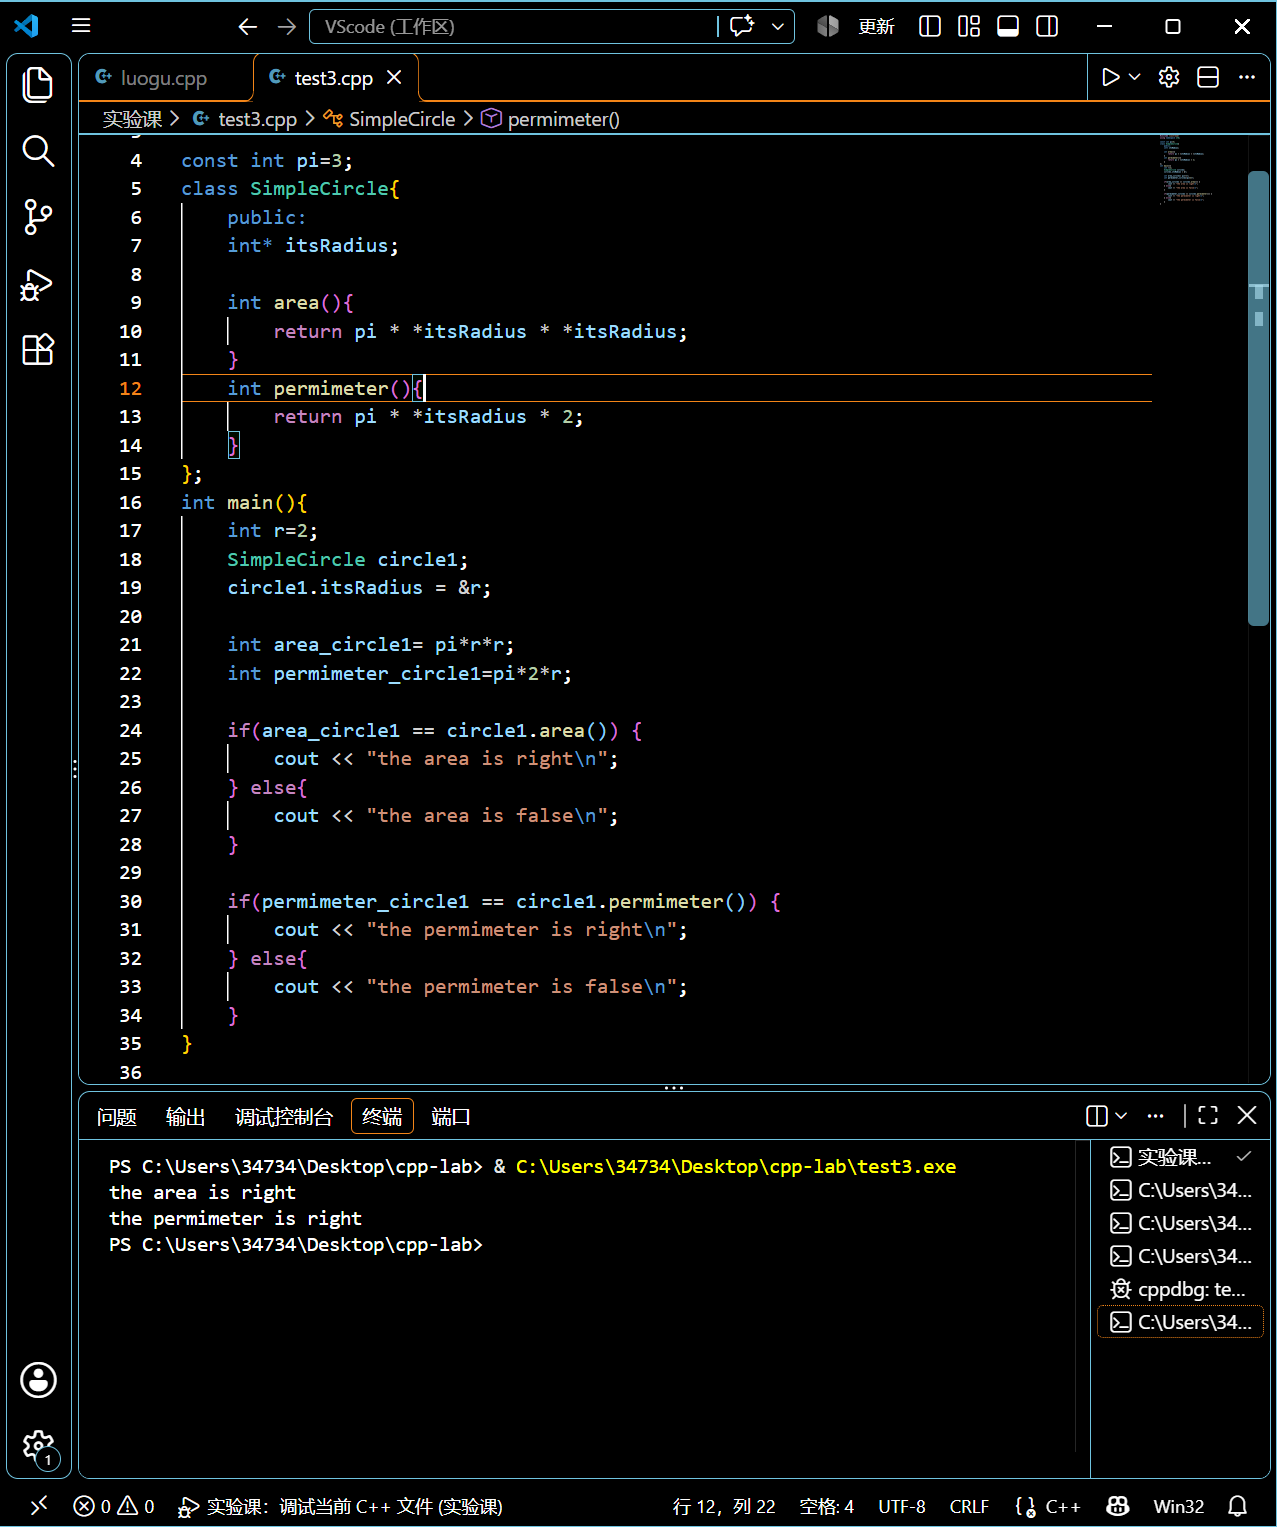 VScode (工作区)
更新
luogu.cpp
test3.cpp
实验课 > test3.cpp > SimpleCircle > permimeter()
4 const int pi=3;
5 class SimpleCircle{
6 public:
7 int* itsRadius;
8
9 int area(){
10 return pi * *itsRadius * *itsRadius;
11 }
12 int permimeter(){
13 return pi * *itsRadius * 2;
14 }
15 };
16 int main(){
17 int r=2;
18 SimpleCircle circle1;
19 circle1.itsRadius = &r;
20
21 int area_circle1= pi*r*r;
22 int permimeter_circle1=pi*2*r;
23
24 if(area_circle1 == circle1.area()) {
25 cout << "the area is right\n";
26 } else{
27 cout << "the area is false\n";
28 }
29
30 if(permimeter_circle1 == circle1.permimeter()) {
31 cout << "the permimeter is right\n";
32 } else{
33 cout << "the permimeter is false\n";
34 }
35 }
36
问题 输出 调试控制台 终端 端口
PS C:\Users\34734\Desktop\cpp-lab> & C:\Users\34734\Desktop\cpp-lab\test3.exe
the area is right
the permimeter is right
PS C:\Users\34734\Desktop\cpp-lab>
实验课...
C:\Users\34...
C:\Users\34...
C:\Users\34...
cppdbg: te...
C:\Users\34...
1
0 0 实验课: 调试当前 C++ 文件 (实验课) 行 12, 列 22 空格: 4 UTF-8 CRLF C++ Win32